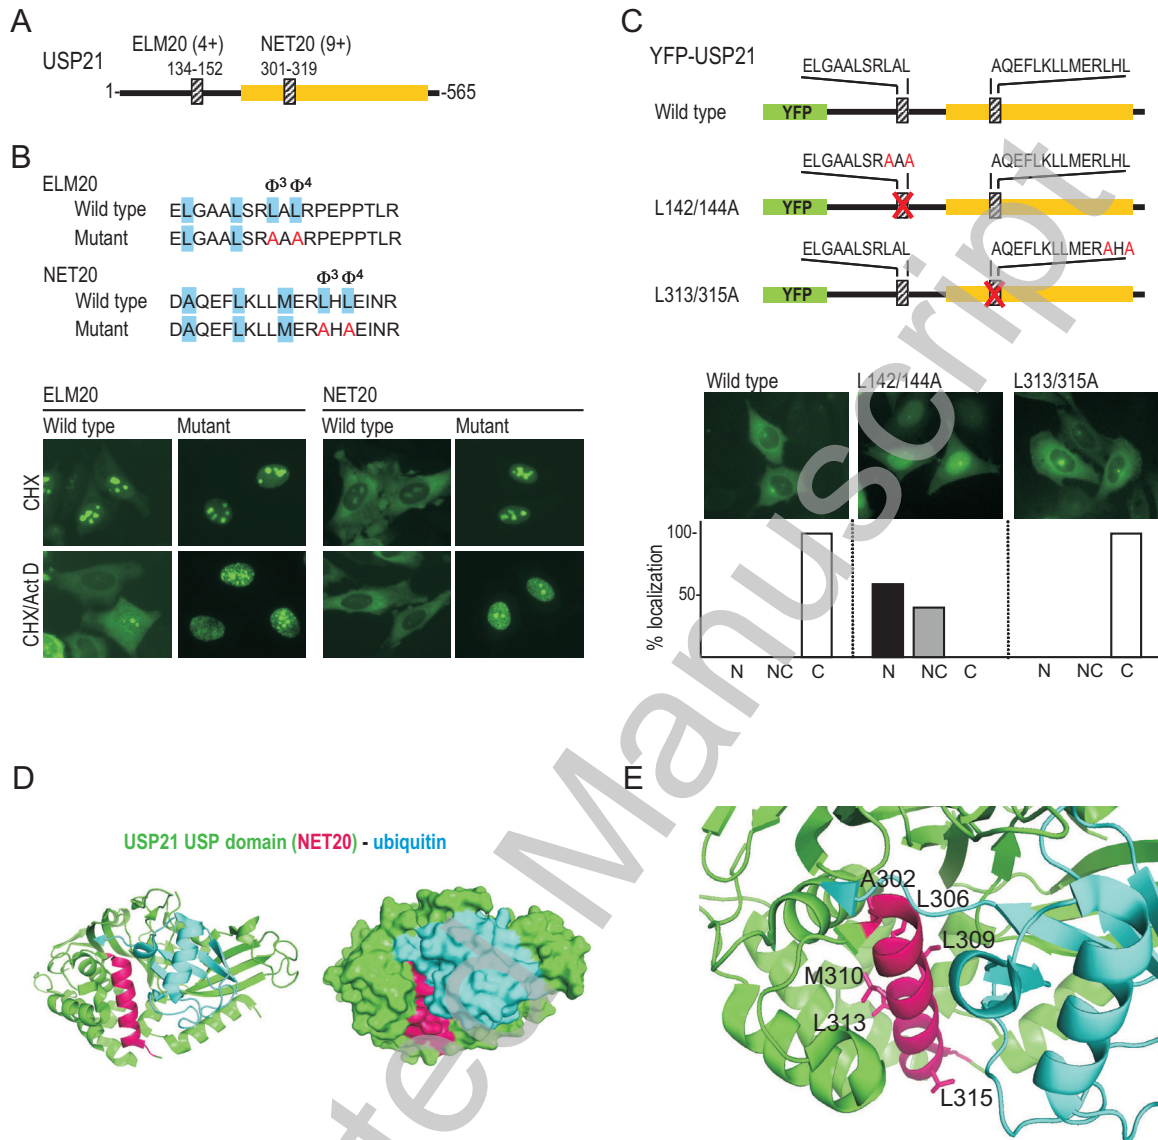 A
USP21
ELM20 (4+)
134-152
NET20 (9+)
301-319
1-
-565
B
ELM20
Φ3 Φ4
Wild type ELGAALSRLALRPEPPTLR
Mutant ELGAALSRAAARPEPPTLR
NET20
Φ3 Φ4
Wild type DAQEFLKLLMERLHLEINR
Mutant DAQEFLKLLMERAHAEINR
ELM20 NET20
Wild type Mutant Wild type Mutant
CHX
CHX/Act D
C
YFP-USP21
ELGAALSRLAL AQEFLKLLMERLHL
Wild type YFP
ELGAALSRAAA AQEFLKLLMERLHL
L142/144A YFP
ELGAALSRLAL AQEFLKLLMERAHA
L313/315A YFP
Wild type L142/144A L313/315A
% localization
100-
50-
N NC C N NC C N NC C
D
USP21 USP domain (NET20) - ubiquitin
E
A302
L306
L309
M310
L313
L315
Manuscript